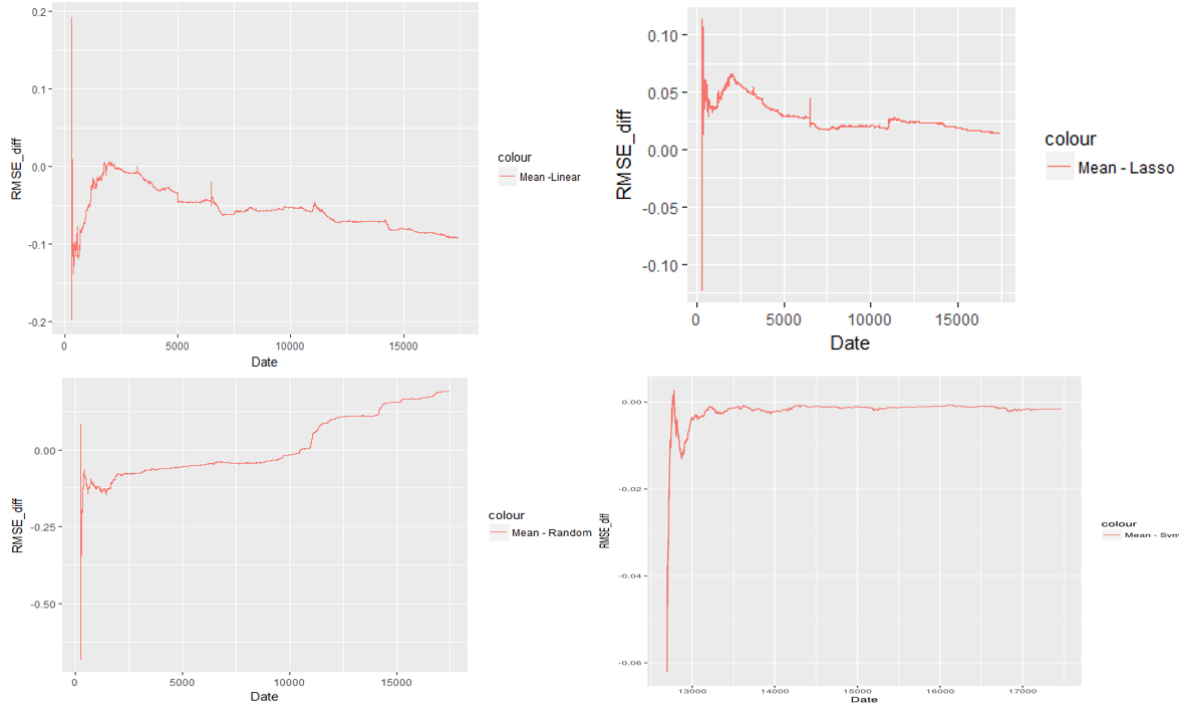 0.2
0.1
0.0
-0.1
-0.2
RMSE_diff
0
5000
10000
15000
Date
colour
Mean -Linear
0.10
0.05
0.00
-0.05
-0.10
RMSE_diff
0
5000
10000
15000
Date
colour
Mean - Lasso
0.00
-0.25
-0.50
RMSE_diff
0
5000
10000
15000
Date
colour
Mean - Random
0.00
-0.02
-0.04
-0.06
RMSE_diff
13000
14000
15000
16000
17000
Date
colour
Mean - Svm